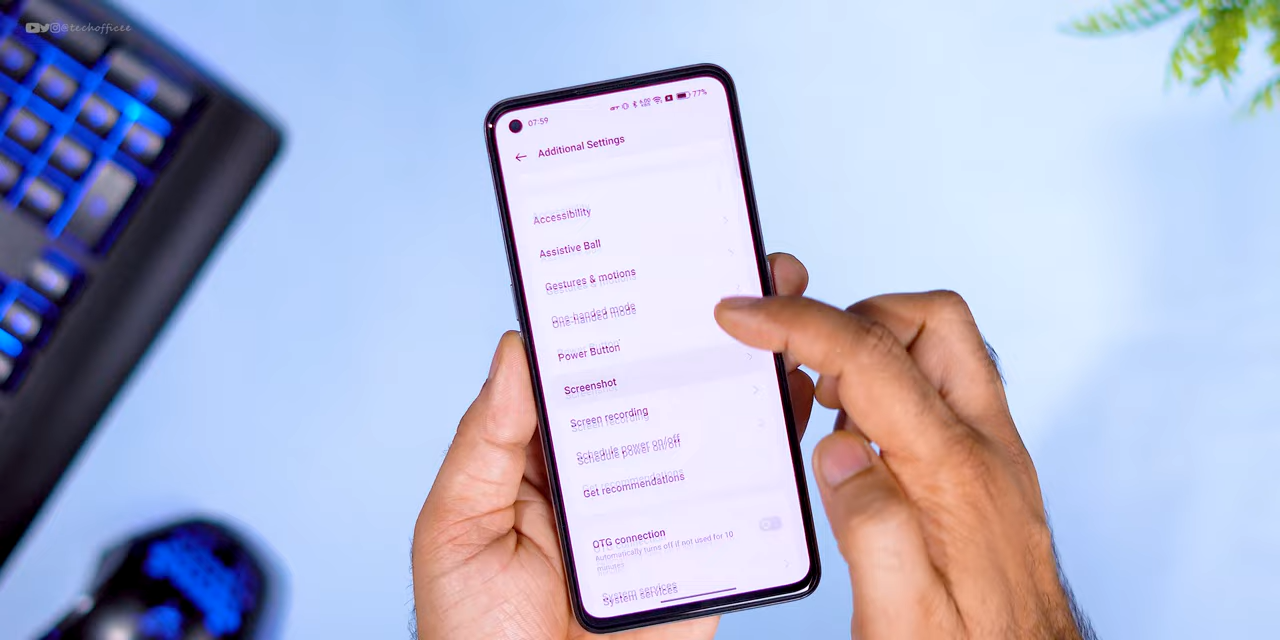 @techofficee
07:59
77%
Additional Settings
Accessibility
Assistive Ball
Gestures & motions
One-handed mode
Power Button
Screenshot
Screen recording
Schedule power on/off
Get recommendations
OTG connection
Automatically turns off if not used for 10
minutes
System services